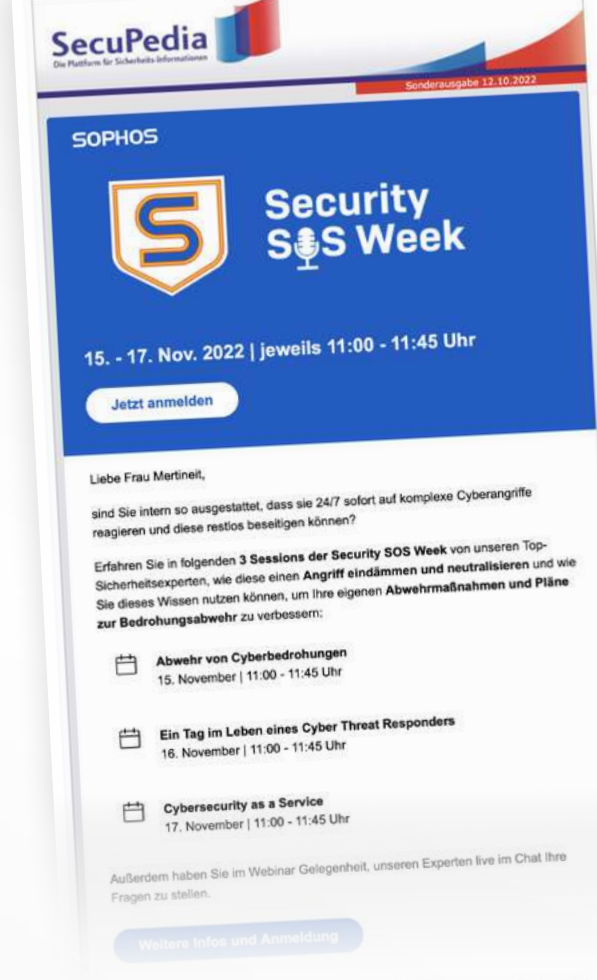 SecuPedia
Die Plattform für Sicherheits-Informationen
Sonderausgabe 12.10.2022
SOPHOS
Security
SOS Week
15. - 17. Nov. 2022 | jeweils 11:00 - 11:45 Uhr
Jetzt anmelden
Liebe Frau Mertineit,
sind Sie intern so ausgestattet, dass sie 24/7 sofort auf komplexe Cyberangriffe
reagieren und diese restlos beseitigen können?
Erfahren Sie in folgenden 3 Sessions der Security SOS Week von unseren Top-
Sicherheitsexperten, wie diese einen Angriff eindämmen und neutralisieren und wie
Sie dieses Wissen nutzen können, um Ihre eigenen Abwehrmaßnahmen und Pläne
zur Bedrohungsabwehr zu verbessern:
Abwehr von Cyberbedrohungen
15. November | 11:00 - 11:45 Uhr
Ein Tag im Leben eines Cyber Threat Responders
16. November | 11:00 - 11:45 Uhr
Cybersecurity as a Service
17. November | 11:00 - 11:45 Uhr
Außerdem haben Sie im Webinar Gelegenheit, unseren Experten live im Chat Ihre
Fragen zu stellen.
Weitere Infos und Anmeldung